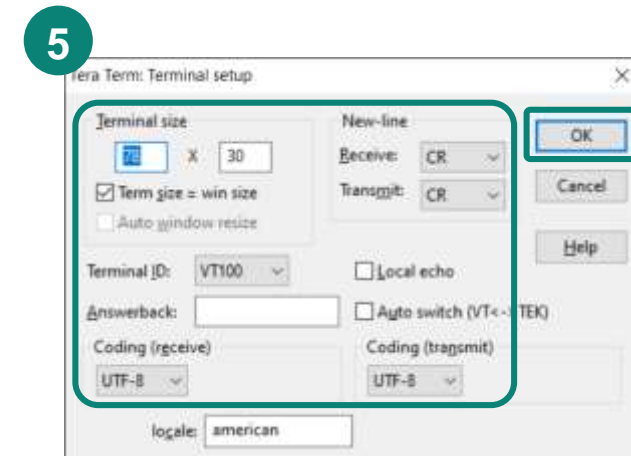 5
Tera Term: Terminal setup
Terminal size
78 X 30
Term size = win size
Auto window resize
New-line
Receive: CR
Transmit: CR
OK
Cancel
Help
Terminal ID: VT100
Local echo
Answerback:
Auto switch (VT<->TEK)
Coding (receive)
UTF-8
Coding (transmit)
UTF-8
locale: american